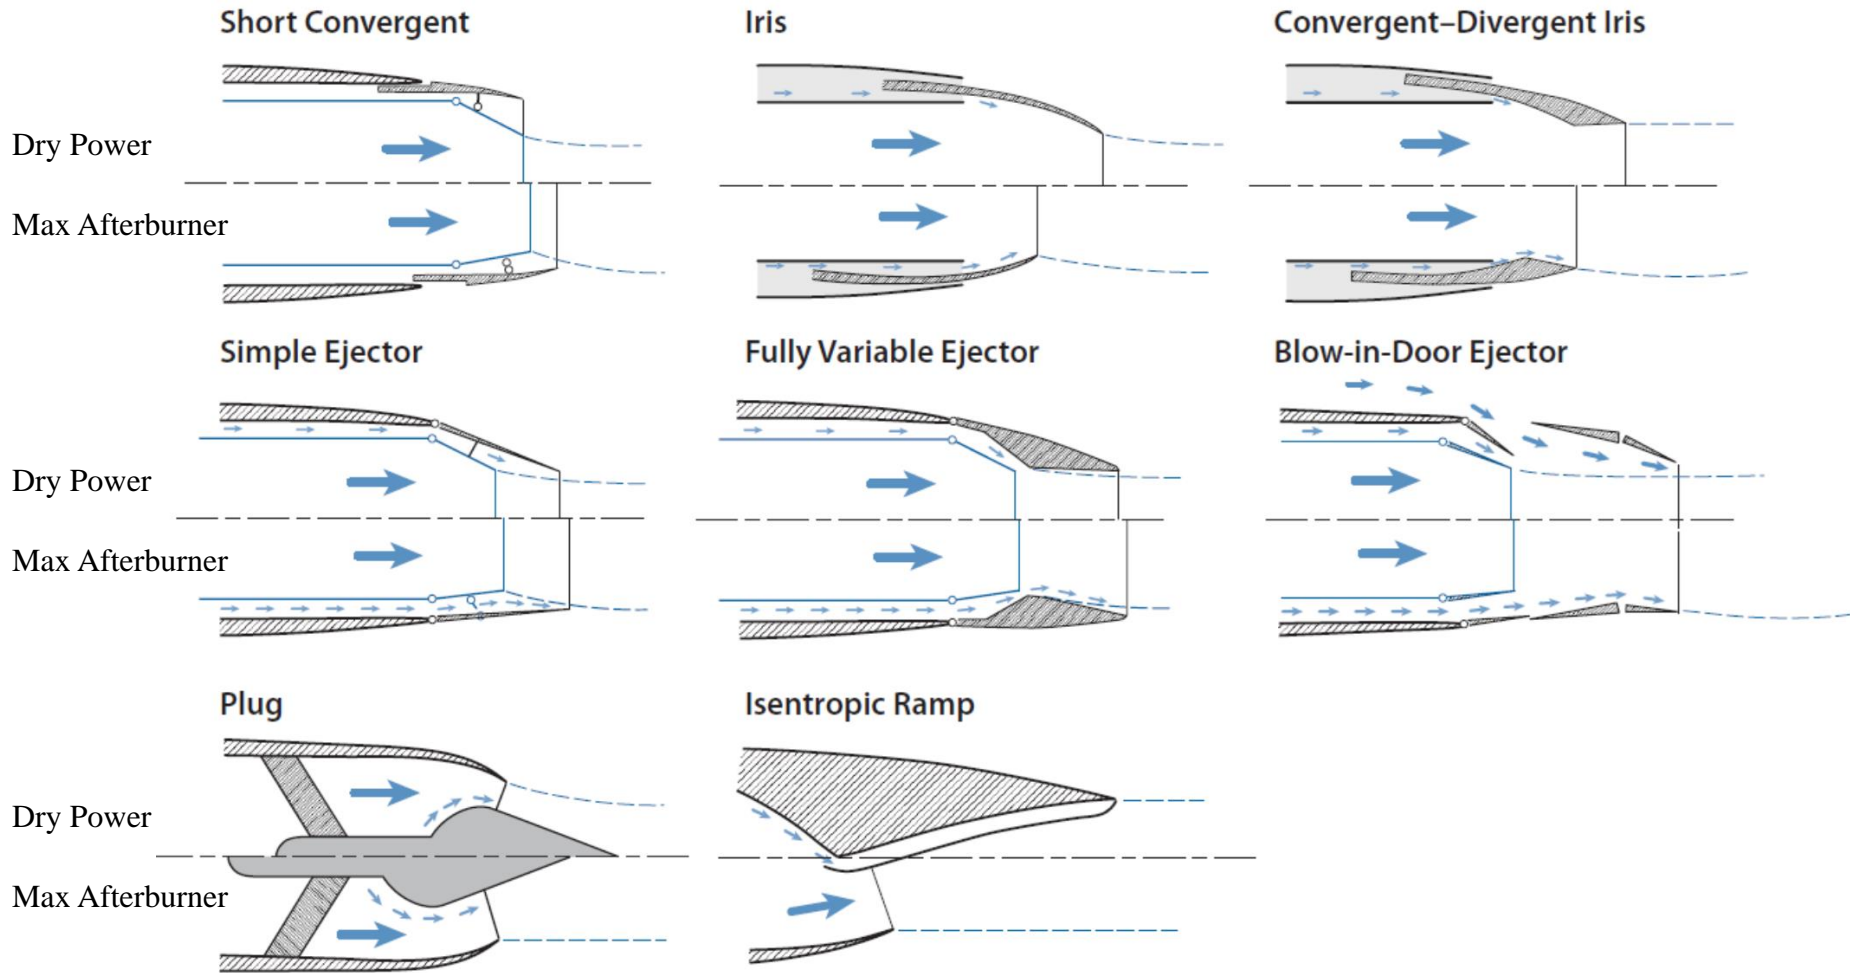 Short Convergent
Iris
Convergent–Divergent Iris
Dry Power
Max Afterburner
Simple Ejector
Fully Variable Ejector
Blow-in-Door Ejector
Dry Power
Max Afterburner
Plug
Isentropic Ramp
Dry Power
Max Afterburner